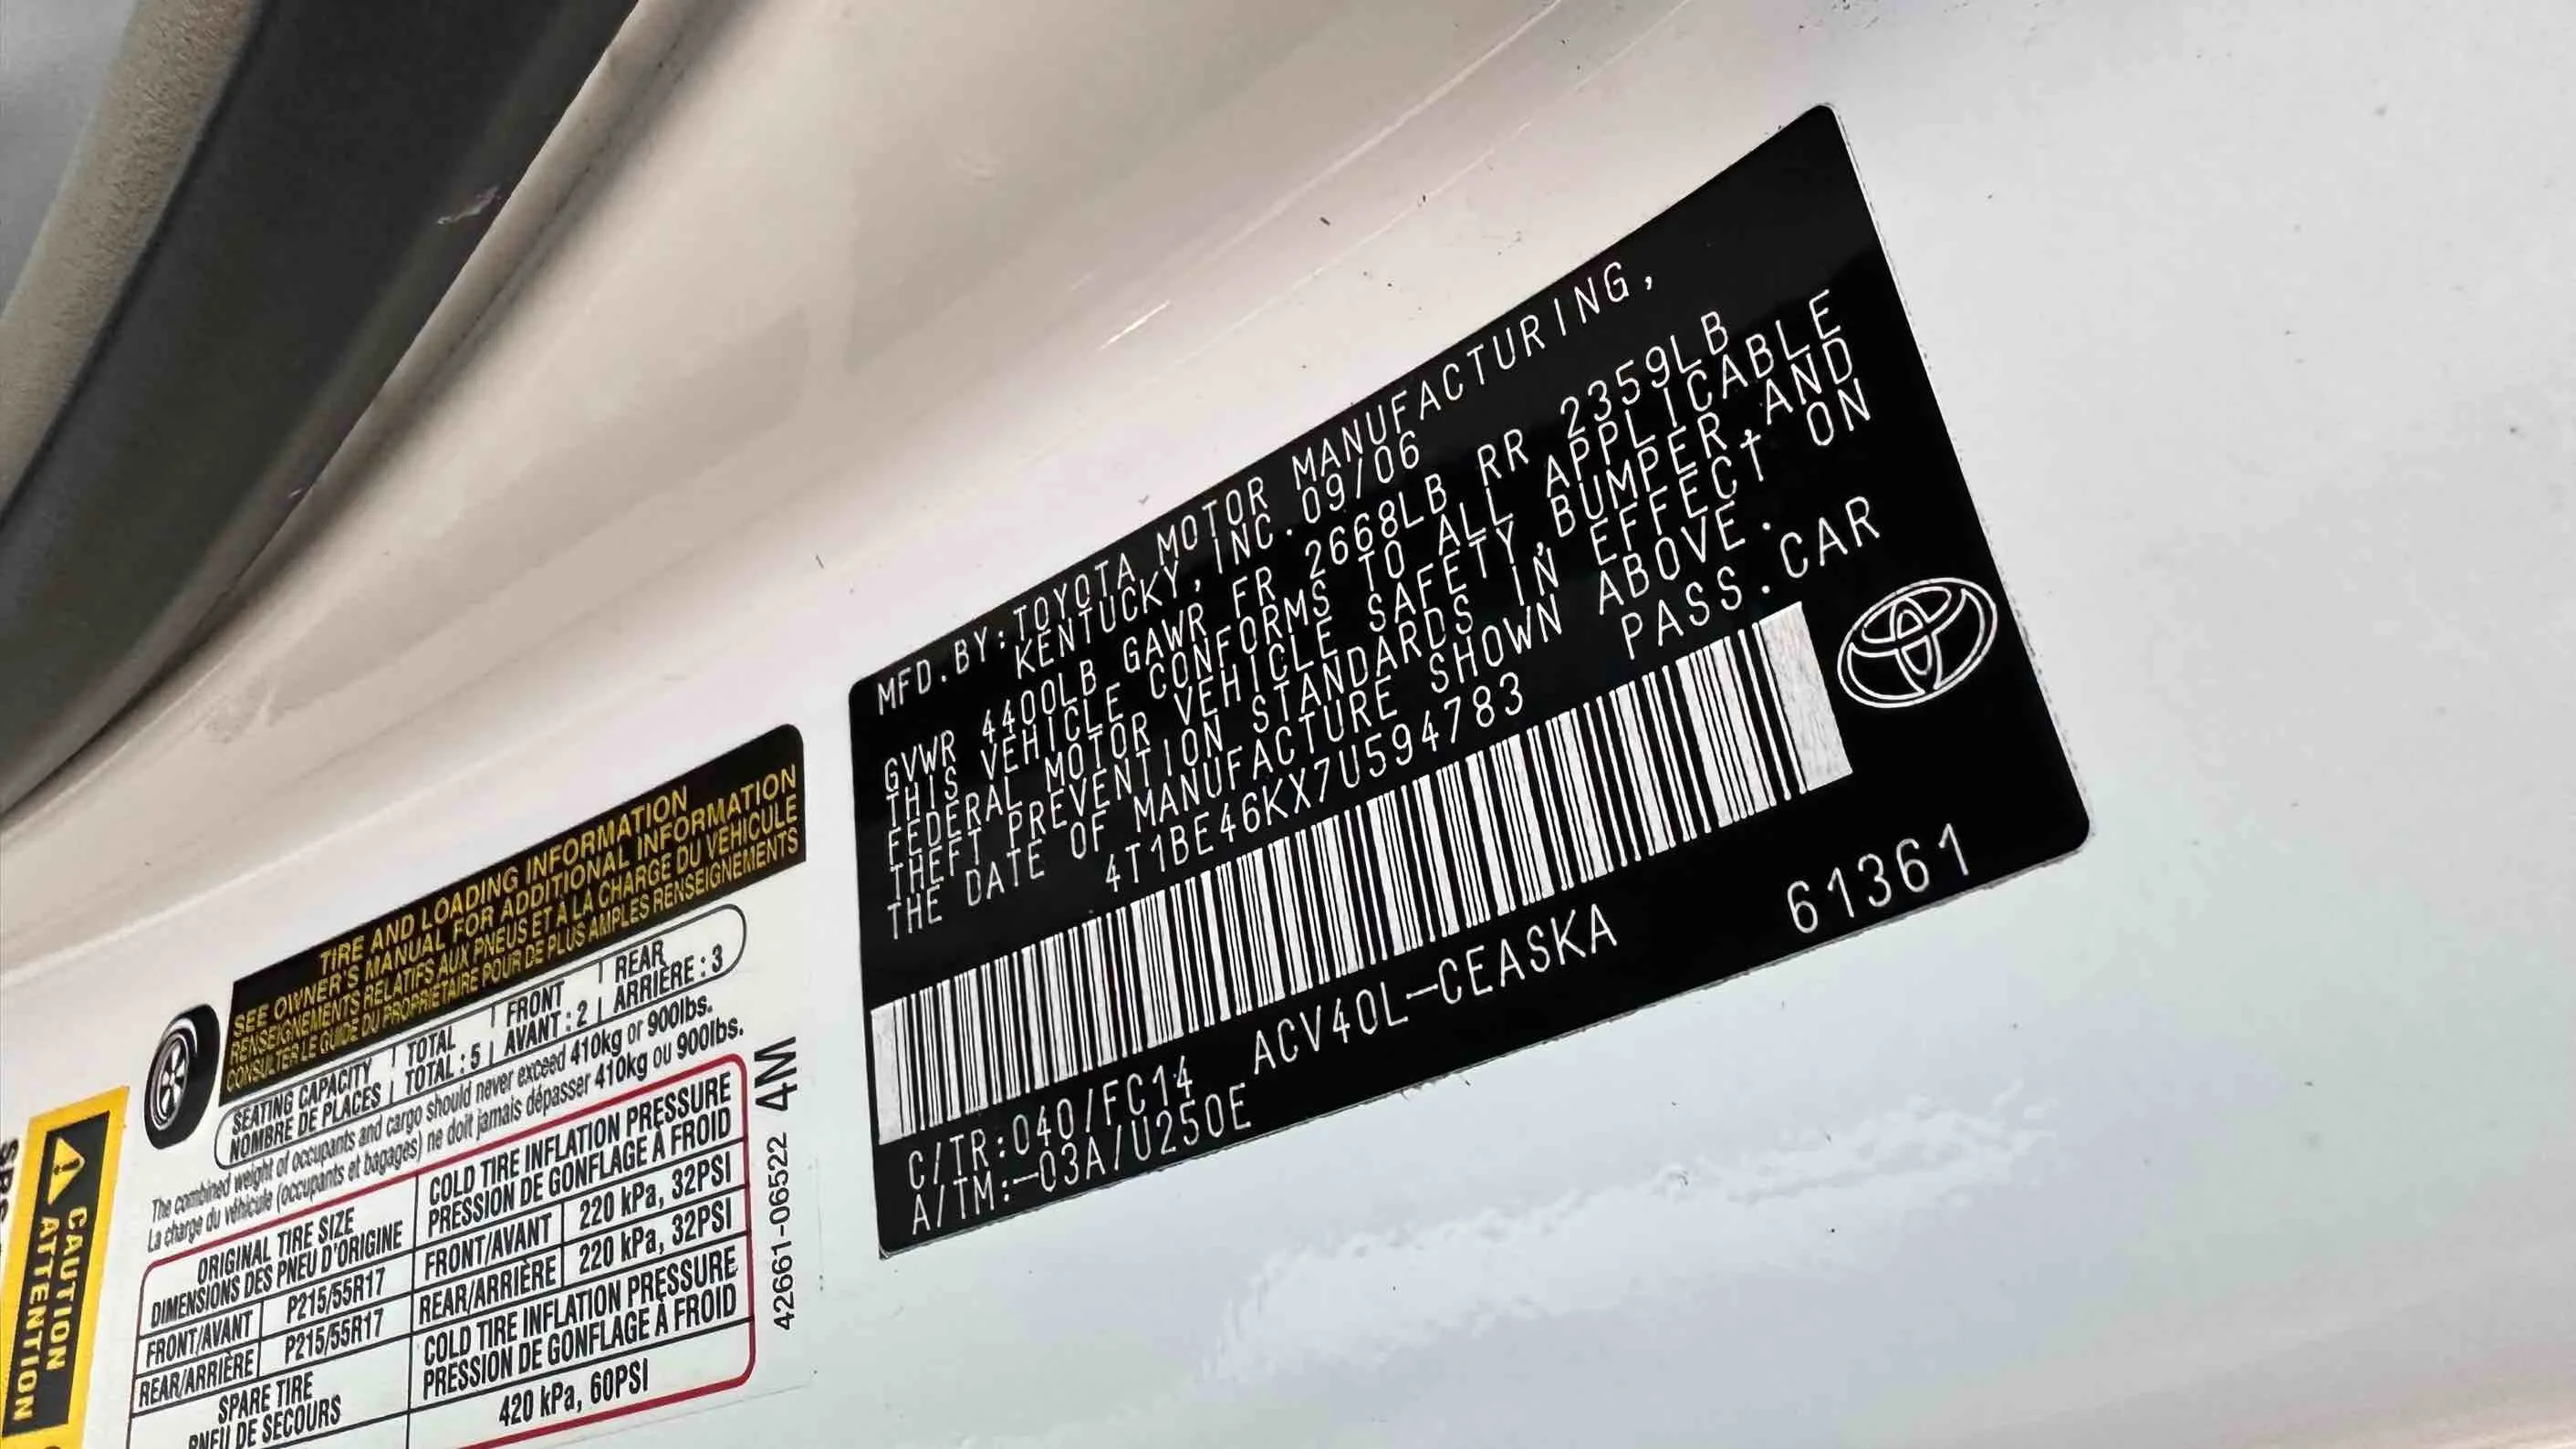 MFD.BY:TOYOTA MOTOR MANUFACTURING,
KENTUCKY, INC. 09/06
GVWR 4400LB GAWR FR 2668LB RR 2359LB
THIS VEHICLE CONFORMS TO ALL APPLICABLE
FEDERAL MOTOR VEHICLE SAFETY,BUMPER,AND
THEFT PREVENTION STANDARDS IN EFFECT ON
THE DATE OF MANUFACTURE SHOWN ABOVE.
4T1BE46KX7U594783 PASS.CAR
C/TR:040/FC14 ACV40L-CEASKA 61361
A/TM:-03A/U250E
TIRE AND LOADING INFORMATION
SEE OWNER'S MANUAL FOR ADDITIONAL INFORMATION
RENSEIGNEMENTS RELATIFS AUX PNEUS ET À LA CHARGE DU VÉHICULE
CONSULTER LE GUIDE DU PROPRIÉTAIRE POUR DE PLUS AMPLES RENSEIGNEMENTS
SEATING CAPACITY | TOTAL | FRONT | REAR
NOMBRE DE PLACES | TOTAL : 5 | AVANT : 2 | ARRIÈRE : 3
The combined weight of occupants and cargo should never exceed 410kg or 900lbs.
La charge du véhicule (occupants et bagages) ne doit jamais dépasser 410kg ou 900lbs.
ORIGINAL TIRE SIZE
DIMENSIONS DES PNEU D'ORIGINE
COLD TIRE INFLATION PRESSURE
PRESSION DE GONFLAGE À FROID
FRONT/AVANT P215/55R17 FRONT/AVANT 220 kPa, 32PSI
REAR/ARRIÈRE P215/55R17 REAR/ARRIÈRE 220 kPa, 32PSI
SPARE TIRE
PNEU DE SECOURS
COLD TIRE INFLATION PRESSURE
PRESSION DE GONFLAGE À FROID
420 kPa, 60PSI
42661-06522 4M
CAUTION
ATTENTION